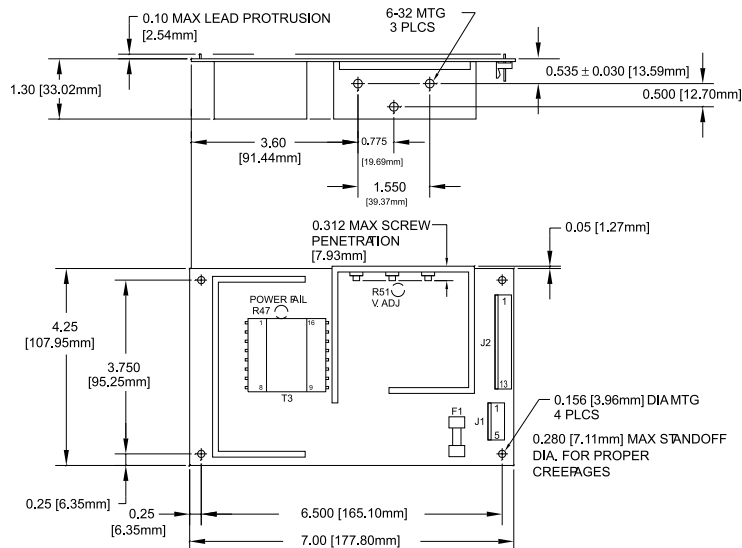 0.10 MAX LEAD PROTRUSION
[2.54mm]
6-32 MTG
3 PLCS
1.30 [33.02mm]
0.535 ± 0.030 [13.59mm]
0.500 [12.70mm]
3.60
[91.44mm]
0.775
[19.69mm]
1.550
[39.37mm]
0.312 MAX SCREW
PENETRATION
[7.93mm]
0.05 [1.27mm]
POWER FAIL
R47
R51
V. ADJ
1
16
8
9
T3
1
J2
13
4.25
[107.95mm]
3.750
[95.25mm]
F1
1
J1
5
0.156 [3.96mm] DIA MTG
4 PLCS
0.280 [7.11mm] MAX STANDOFF
DIA. FOR PROPER
CREEPAGES
0.25 [6.35mm]
0.25
[6.35mm]
6.500 [165.10mm]
7.00 [177.80mm]